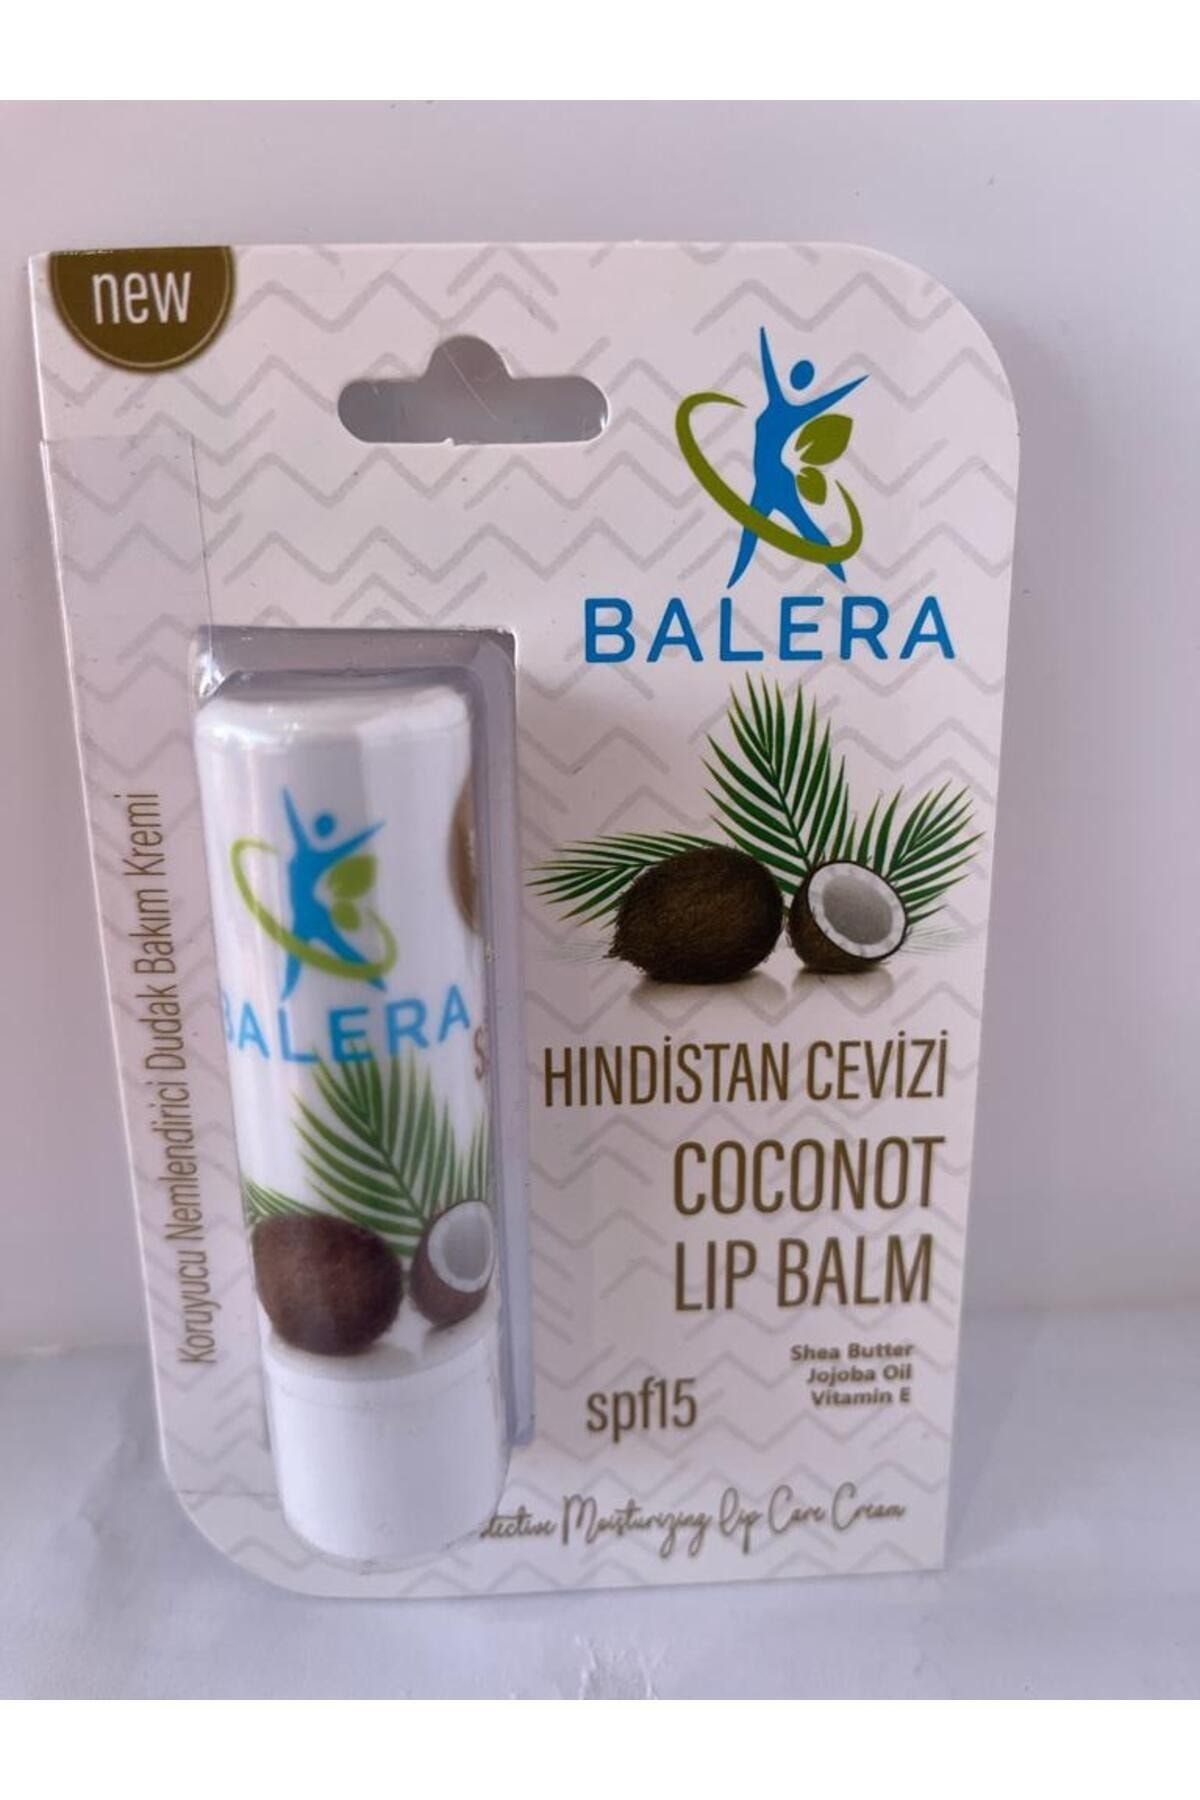 new
BALERA
HINDİSTAN CEVİZİ
COCONOT
LIP BALM
Shea Butter
Jojoba Oil
Vitamin E
spf15
Moisturizing Lip Care Cream
Koruyucu Nemlendirici Dudak Bakım Kremi
BALERA